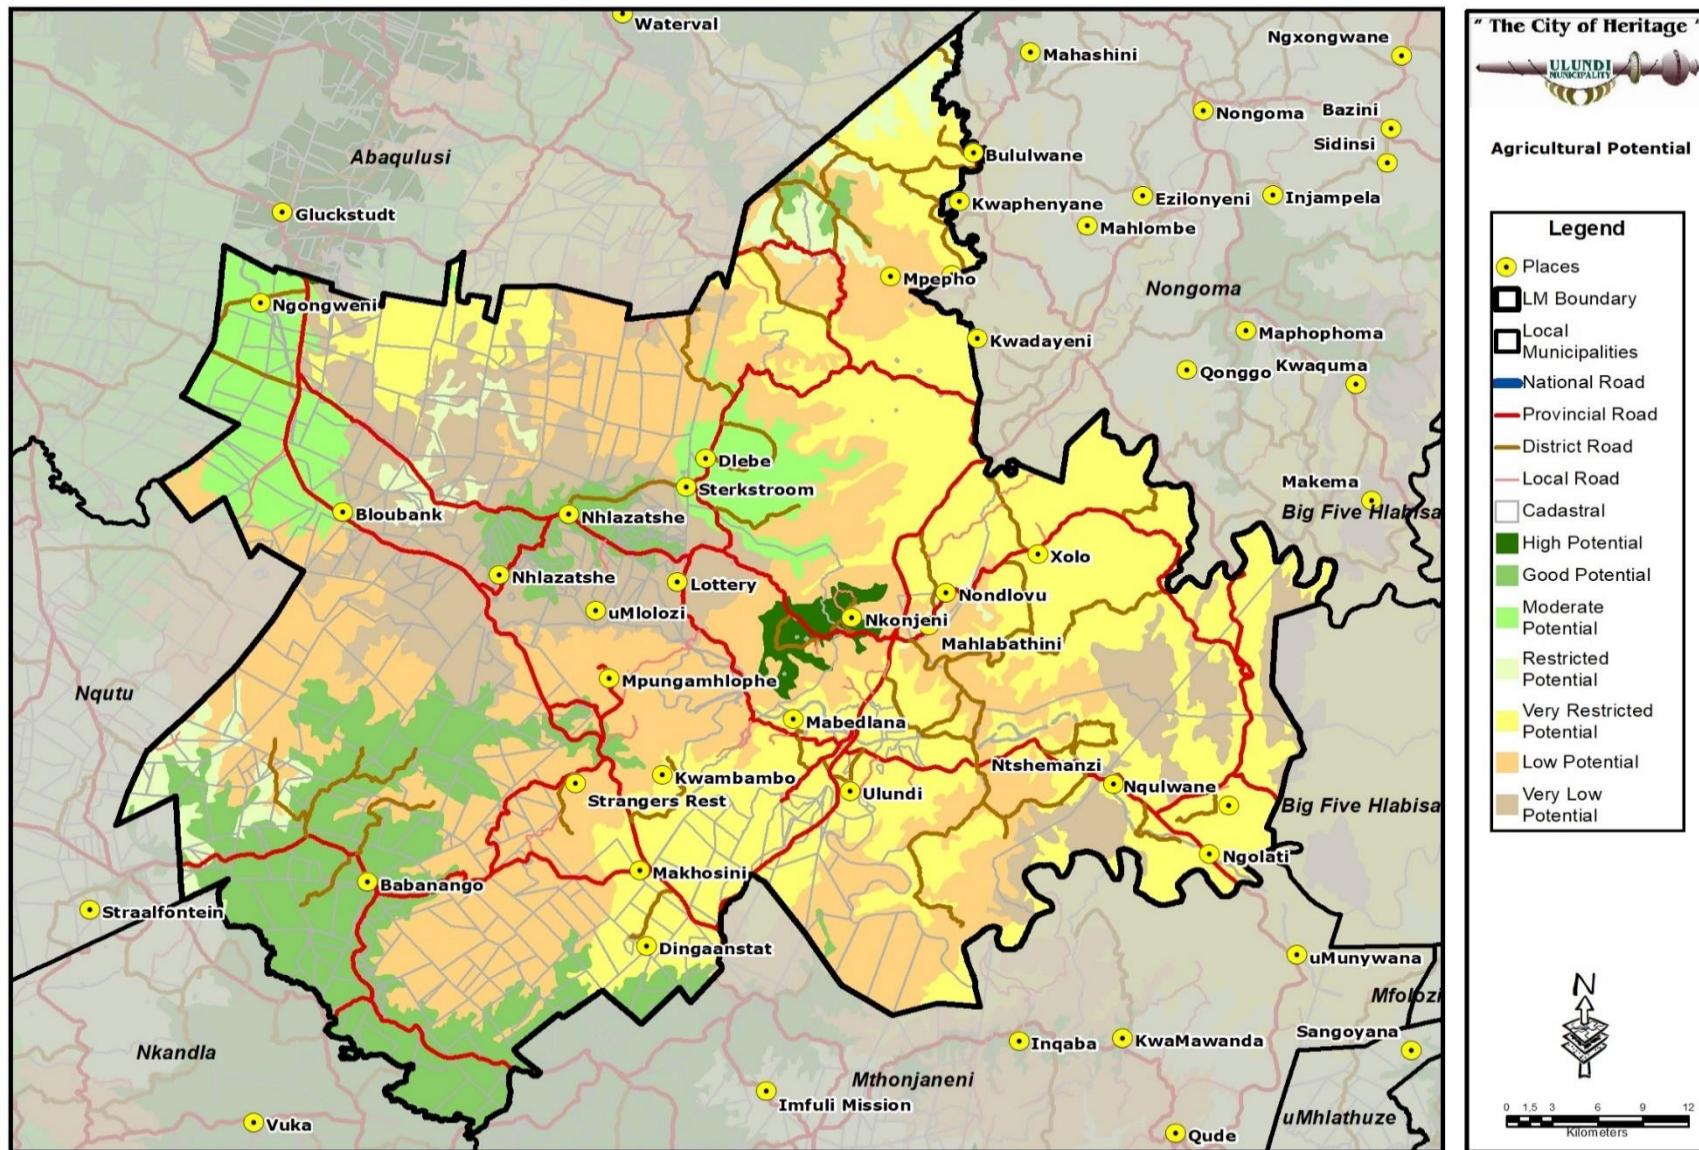 Waterval
Mahashini
Ngxongwane
Nongoma
Bazini
Sidinsi
Abaqulusi
Bululwane
Gluckstudt
Kwaphenyane
Ezilonyeni
Injampela
Mahlombe
Mpepho
Nongoma
Ngongweni
Kwadayeni
Maphophoma
Qonggo
Kwaquma
Dlebe
Sterkstroom
Makema
Big Five Hlabisa
Bloubank
Nhlazatshe
Xolo
Nhlazatshe
Lottery
Nondlovu
uMlolozi
Nkonjeni
Mahlabathini
Nqutu
Mpungamhlophe
Mabedlana
Ntshemanzi
Kwambambo
Strangers Rest
Ulundi
Nqulwane
Big Five Hlabisa
Ngolati
Makhosini
Babanango
Straalfontein
Dingaanstat
uMunywana
Mfolozi
Sangoyana
Nkandla
Inqaba
KwaMawanda
Mthonjaneni
Imfuli Mission
uMhlathuze
Vuka
Qude
" The City of Heritage "
ULUNDI
MUNICIPALITY
Agricultural Potential
Legend
Places
LM Boundary
Local
Municipalities
National Road
Provincial Road
District Road
Local Road
Cadastral
High Potential
Good Potential
Moderate
Potential
Restricted
Potential
Very Restricted
Potential
Low Potential
Very Low
Potential
N
0 1,5 3 6 9 12
Kilometers